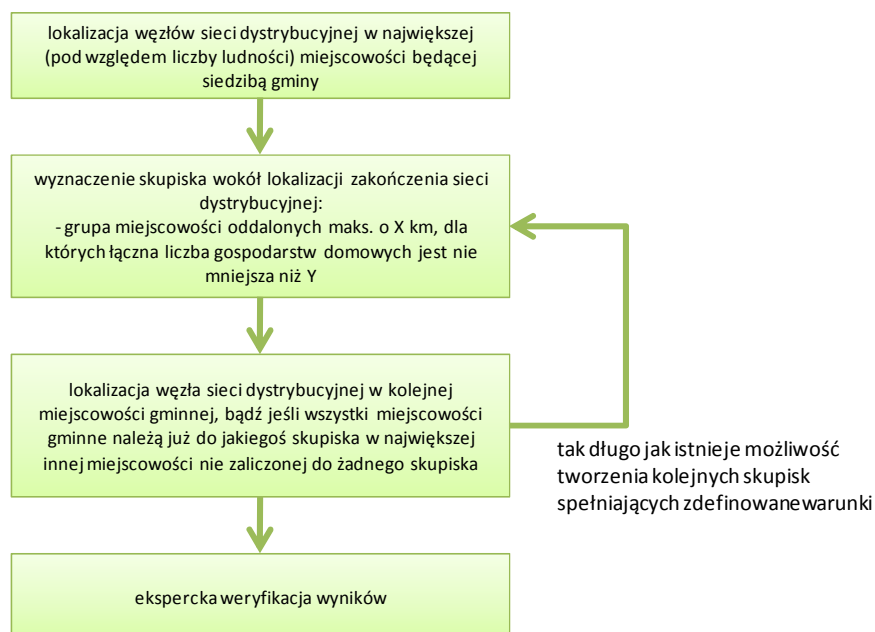 lokalizacja węzłów sieci dystrybucyjnej w największej
(pod względem liczby ludności) miejscowości będącej
siedzibą gminy
wyznaczenie skupiska wokół lokalizacji zakończenia sieci
dystrybucyjnej:
- grupa miejscowości oddalonych maks. o X km, dla
których łączna liczba gospodarstw domowych jest nie
mniejsza niż Y
lokalizacja węzła sieci dystrybucyjnej w kolejnej
miejscowości gminnej, bądź jeśli wszystki miejscowości
gminne należą już do jakiegoś skupiska w największej
innej miejscowości nie zaliczonej do żadnego skupiska
tak długo jak istnieje możliwość
tworzenia kolejnych skupisk
spełniających zdefinowane warunki
ekspercka weryfikacja wyników